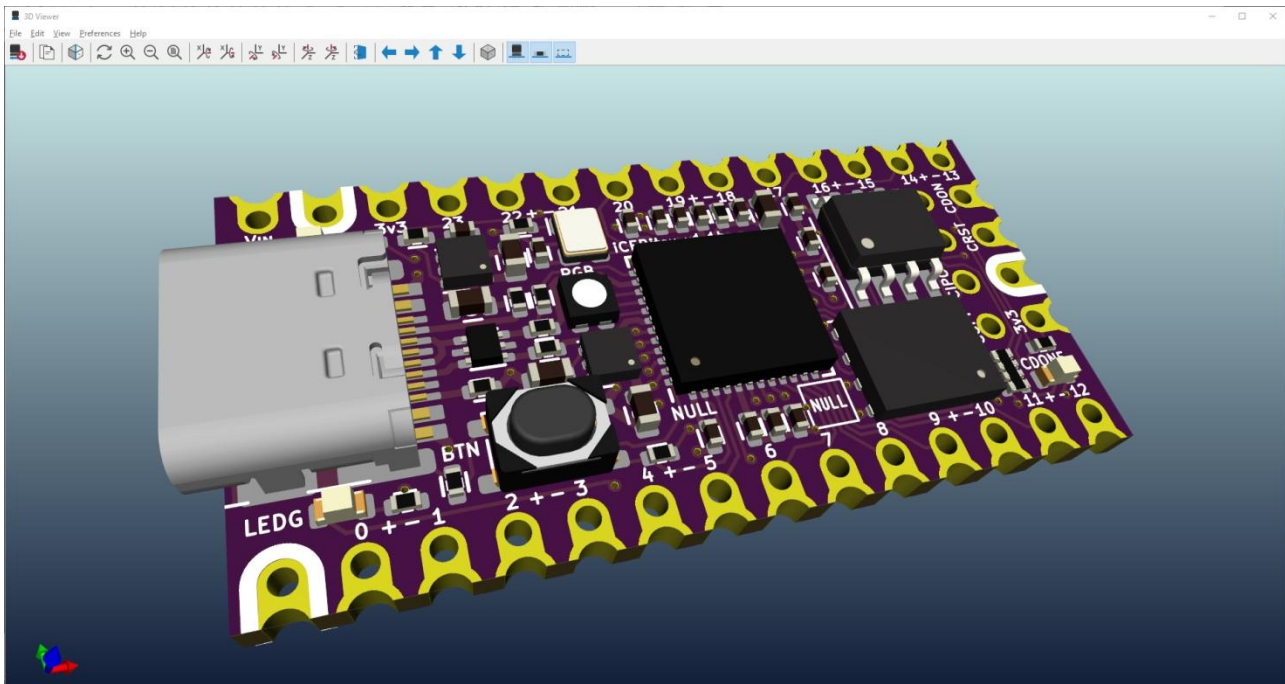 3D Viewer
File Edit View Preferences Help
VIN
3v3
23
22+
20
19+-18
16+-15
14+-13
CDON
CRST
3v3
CDONE
NULL
NULL
BTN
LEDG
0 +- 1
2 +- 3
4 +- 5
6
7
8
9 +- 10
11+-12